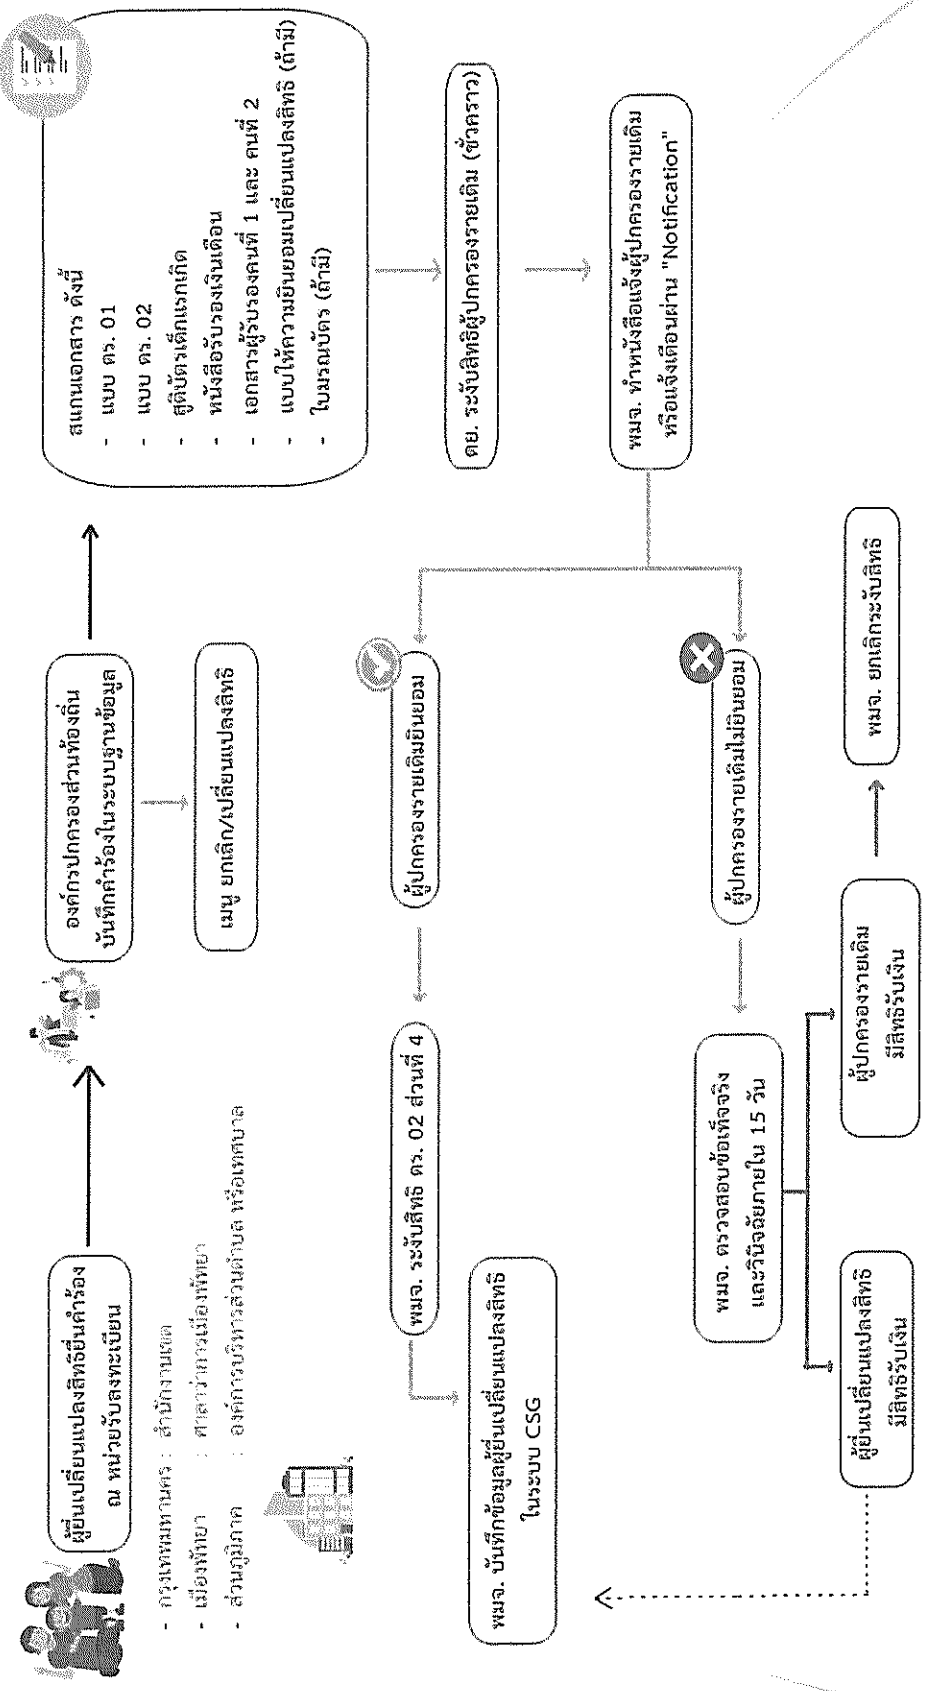 ผู้ยื่นเปลี่ยนแปลงสิทธิยื่นคำร้อง
ณ หน่วยรับลงทะเบียน
- กรุงเทพมหานคร : สำนักงานเขต
- เมืองพัทยา : ศาลาว่าการเมืองพัทยา
- ส่วนภูมิภาค : องค์การบริหารส่วนตำบล หรือเทศบาล
องค์กรปกครองส่วนท้องถิ่น
บันทึกคำร้องในระบบฐานข้อมูล
เมนู ยกเลิก/เปลี่ยนแปลงสิทธิ
สแกนเอกสาร ดังนี้
- แบบ ดร. 01
- แบบ ดร. 02
- สูติบัตรเด็กแรกเกิด
- หนังสือรับรองเงินเดือน
- เอกสารผู้รับรองคนที่ 1 และ คนที่ 2
- แบบให้ความยินยอมเปลี่ยนแปลงสิทธิ (ถ้ามี)
- ใบมรณบัตร (ถ้ามี)
ดย. ระงับสิทธิผู้ปกครองรายเดิม (ชั่วคราว)
พมจ. ทำหนังสือแจ้งผู้ปกครองรายเดิม
หรือแจ้งเตือนผ่าน "Notification"
ผู้ปกครองรายเดิมยินยอม
พมจ. ระงับสิทธิ ดร. 02 ส่วนที่ 4
พมจ. บันทึกข้อมูลผู้ยื่นเปลี่ยนแปลงสิทธิ
ในระบบ CSG
ผู้ปกครองรายเดิมไม่ยินยอม
พมจ. ตรวจสอบข้อเท็จจริง
และวินิจฉัยภายใน 15 วัน
ผู้ยื่นเปลี่ยนแปลงสิทธิ
มีสิทธิรับเงิน
ผู้ปกครองรายเดิม
มีสิทธิรับเงิน
พมจ. ยกเลิกระงับสิทธิ